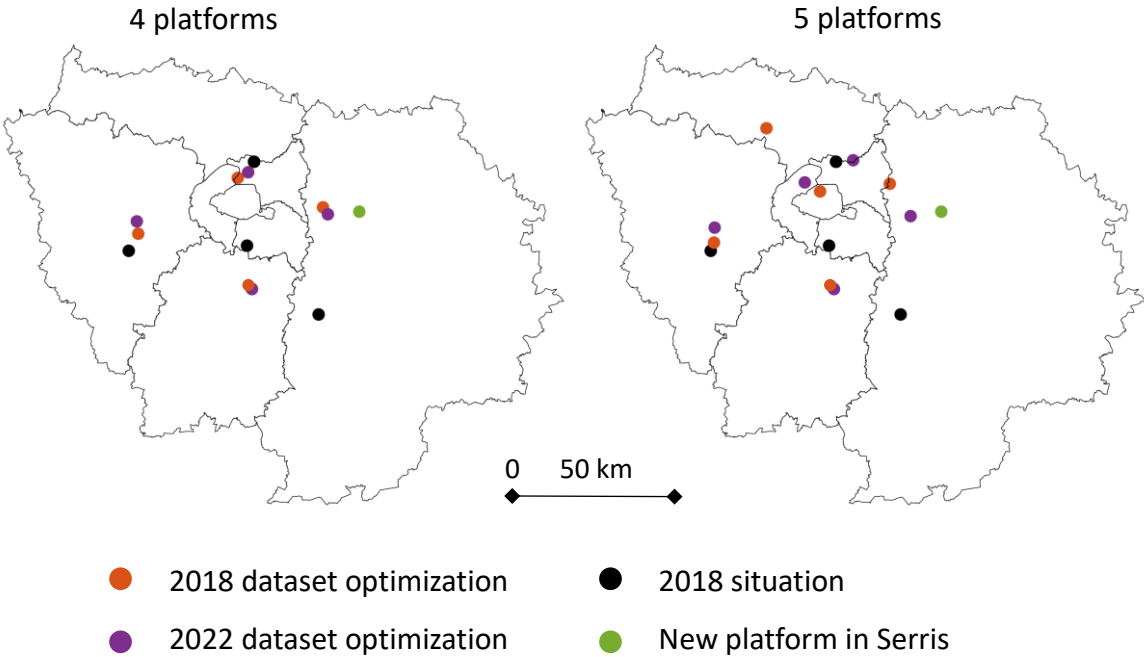 4 platforms
5 platforms
0 50 km
2018 dataset optimization
2018 situation
2022 dataset optimization
New platform in Serris